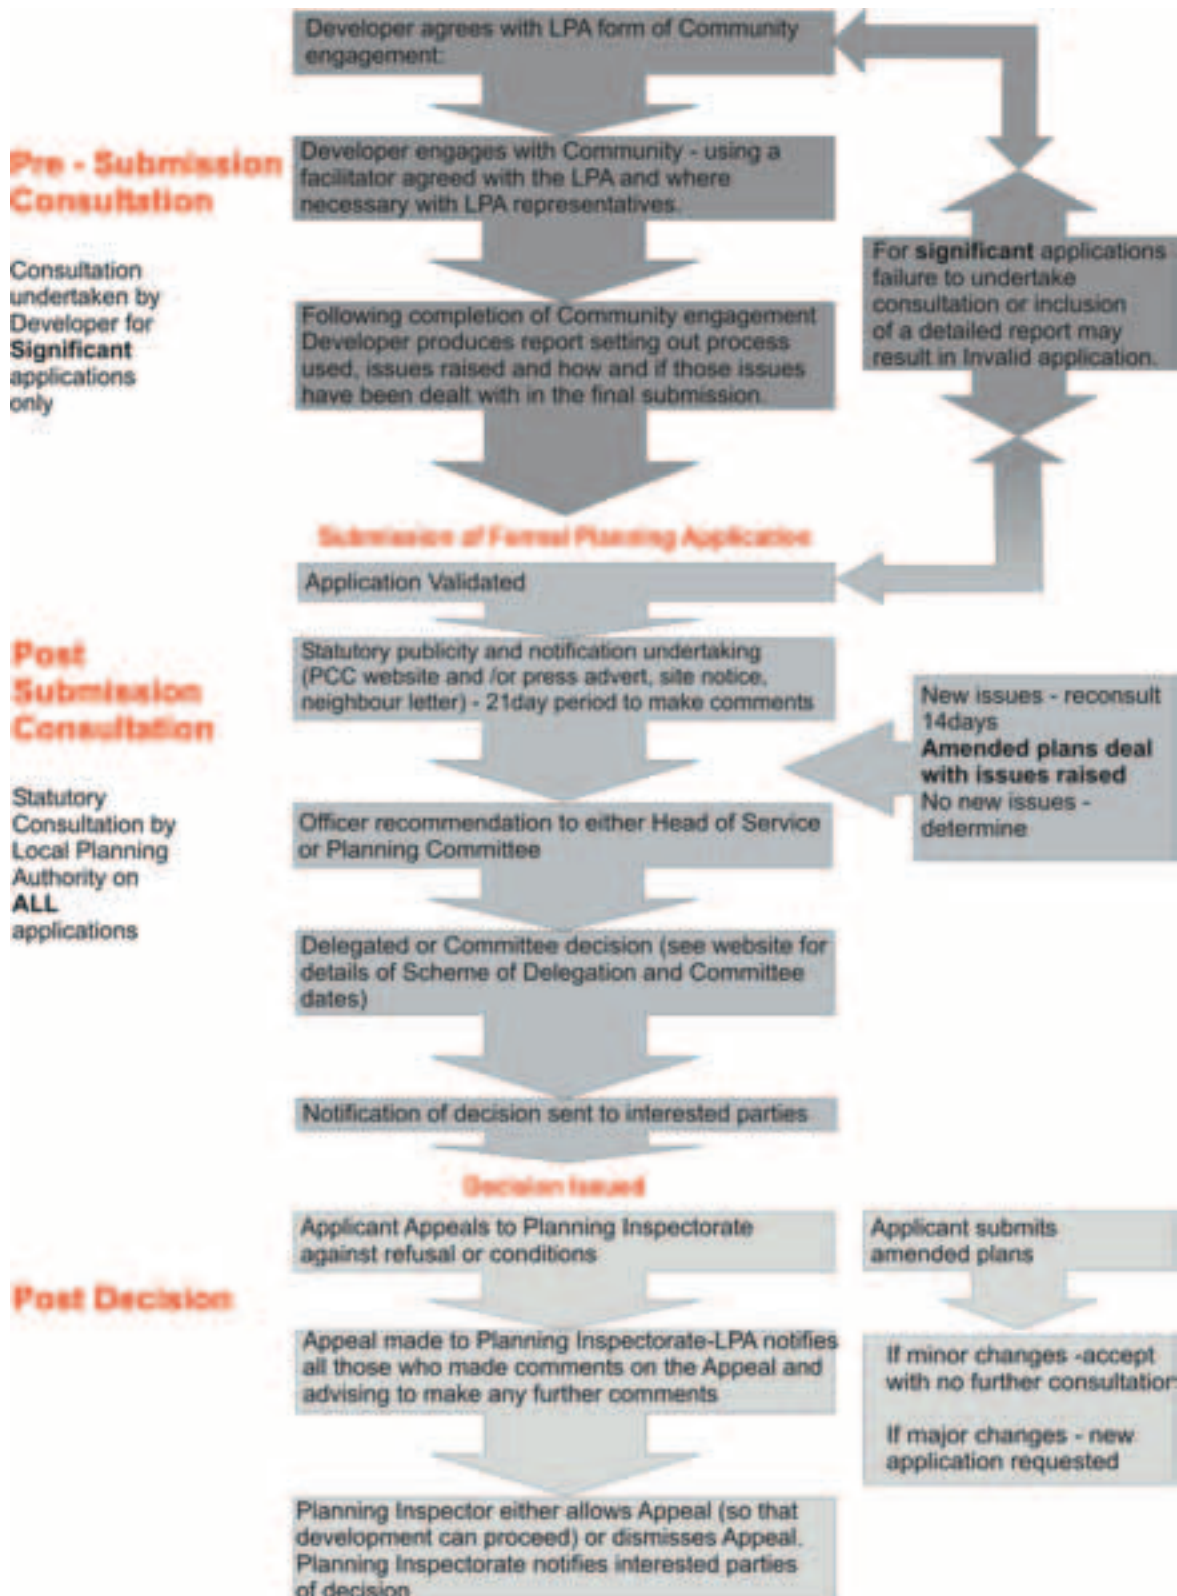 Developer agrees with LPA form of Community
engagement:
Pre - Submission
Consultation
Consultation
undertaken by
Developer for
Significant
applications
only
Developer engages with Community - using a
facilitator agreed with the LPA and where
necessary with LPA representatives.
For significant applications
failure to undertake
consultation or inclusion
of a detailed report may
result in Invalid application.
Following completion of Community engagement
Developer produces report setting out process
used, issues raised and how and if those issues
have been dealt with in the final submission.
Submission of Formal Planning Application
Application Validated
Post
Submission
Consultation
Statutory
Consultation by
Local Planning
Authority on
ALL
applications
Statutory publicity and notification undertaking
(PCC website and /or press advert, site notice,
neighbour letter) - 21day period to make comments
New issues - reconsult
14days
Amended plans deal
with issues raised
No new issues -
determine
Officer recommendation to either Head of Service
or Planning Committee
Delegated or Committee decision (see website for
details of Scheme of Delegation and Committee
dates)
Notification of decision sent to interested parties
Decision Issued
Post Decision
Applicant Appeals to Planning Inspectorate
against refusal or conditions
Appeal made to Planning Inspectorate-LPA notifies
all those who made comments on the Appeal and
advising to make any further comments
Planning Inspector either allows Appeal (so that
development can proceed) or dismisses Appeal.
Planning Inspectorate notifies interested parties
of decision
Applicant submits
amended plans
If minor changes -accept
with no further consultation
If major changes - new
application requested